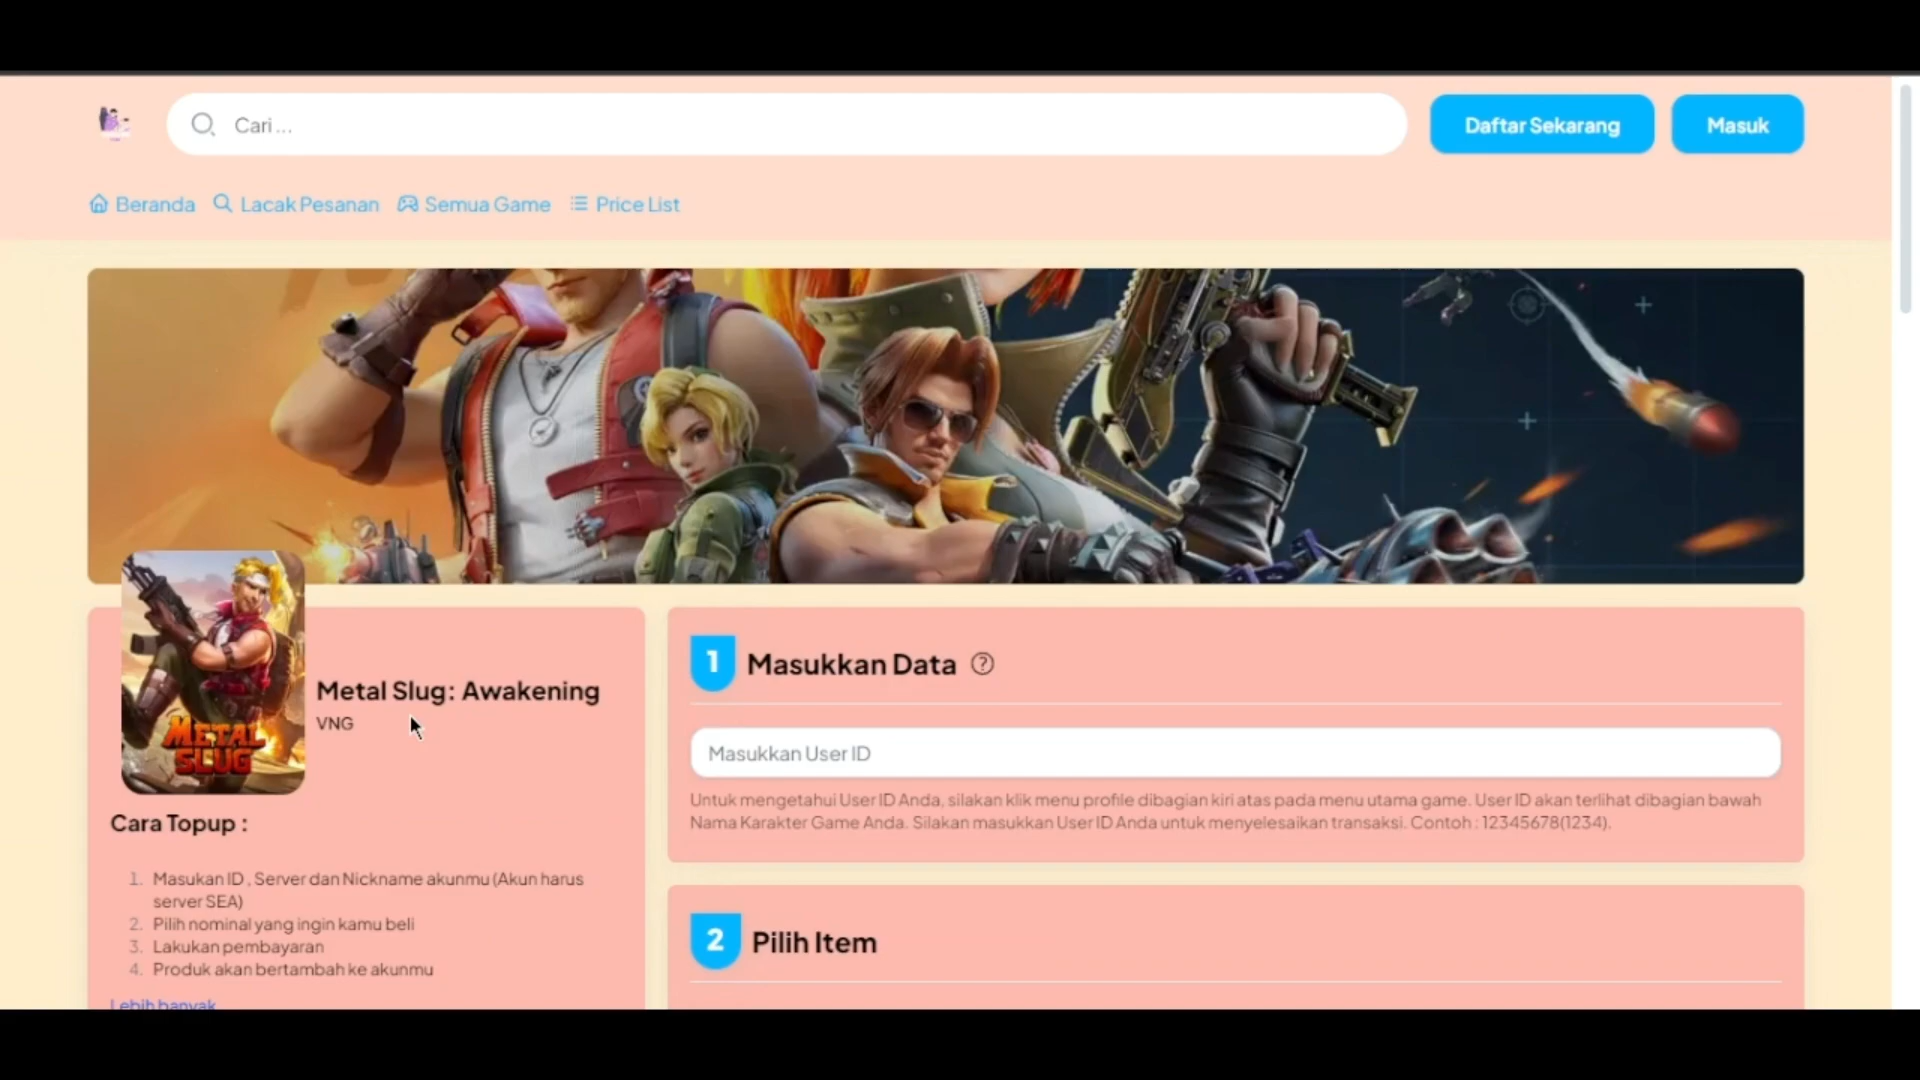 Cari ...
Daftar Sekarang
Masuk
Beranda
Lacak Pesanan
Semua Game
Price List
METAL
SLUG
Metal Slug: Awakening
VNG
Cara Topup :
1. Masukan ID , Server dan Nickname akunmu (Akun harus
server SEA)
2. Pilih nominal yang ingin kamu beli
3. Lakukan pembayaran
4. Produk akan bertambah ke akunmu
Lebih banyak
1 Masukkan Data ?
Masukkan User ID
Untuk mengetahui User ID Anda, silakan klik menu profile dibagian kiri atas pada menu utama game. User ID akan terlihat dibagian bawah
Nama Karakter Game Anda. Silakan masukkan User ID Anda untuk menyelesaikan transaksi. Contoh : 12345678(1234).
2 Pilih Item